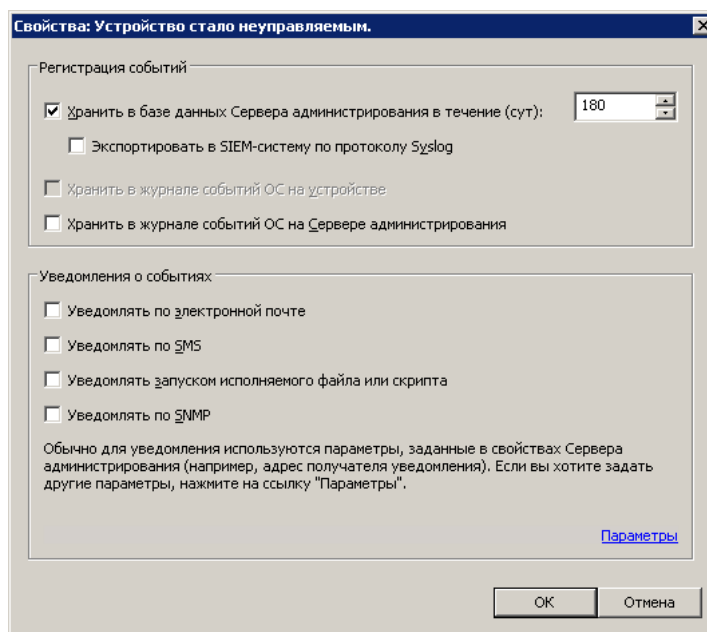 Свойства: Устройство стало неуправляемым.
Регистрация событий
Хранить в базе данных Сервера администрирования в течение (сут): 180
Экспортировать в SIEM-систему по протоколу Syslog
Хранить в журнале событий ОС на устройстве
Хранить в журнале событий ОС на Сервере администрирования
Уведомления о событиях
Уведомлять по электронной почте
Уведомлять по SMS
Уведомлять запуском исполняемого файла или скрипта
Уведомлять по SNMP
Обычно для уведомления используются параметры, заданные в свойствах Сервера
администрирования (например, адрес получателя уведомления). Если вы хотите задать
другие параметры, нажмите на ссылку "Параметры".
Параметры
ОК Отмена